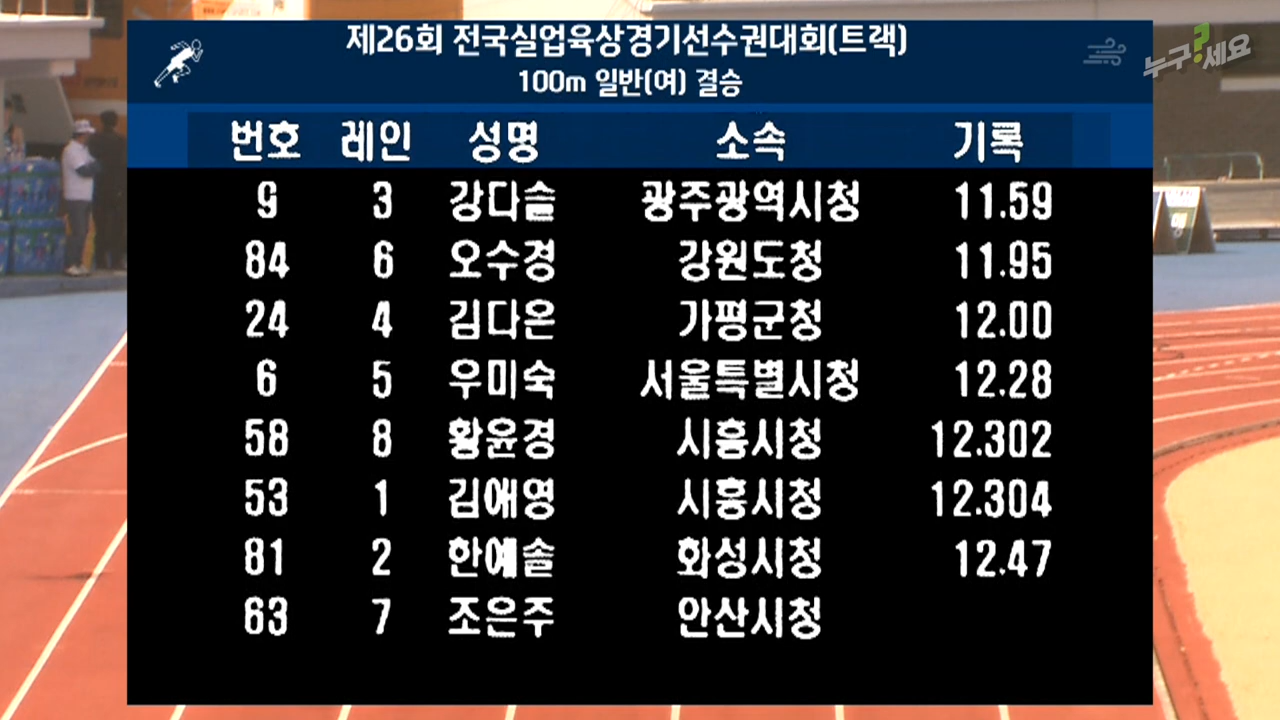 제26회 전국실업육상경기선수권대회(트랙)
100m 일반(여) 결승
누구?세요
번호 레인 성명 소속 기록
9 3 강다슬 광주광역시청 11.59
84 6 오수경 강원도청 11.95
24 4 김다은 가평군청 12.00
6 5 우미숙 서울특별시청 12.28
58 8 황윤경 시흥시청 12.302
53 1 김애영 시흥시청 12.304
81 2 한예솔 화성시청 12.47
63 7 조은주 안산시청